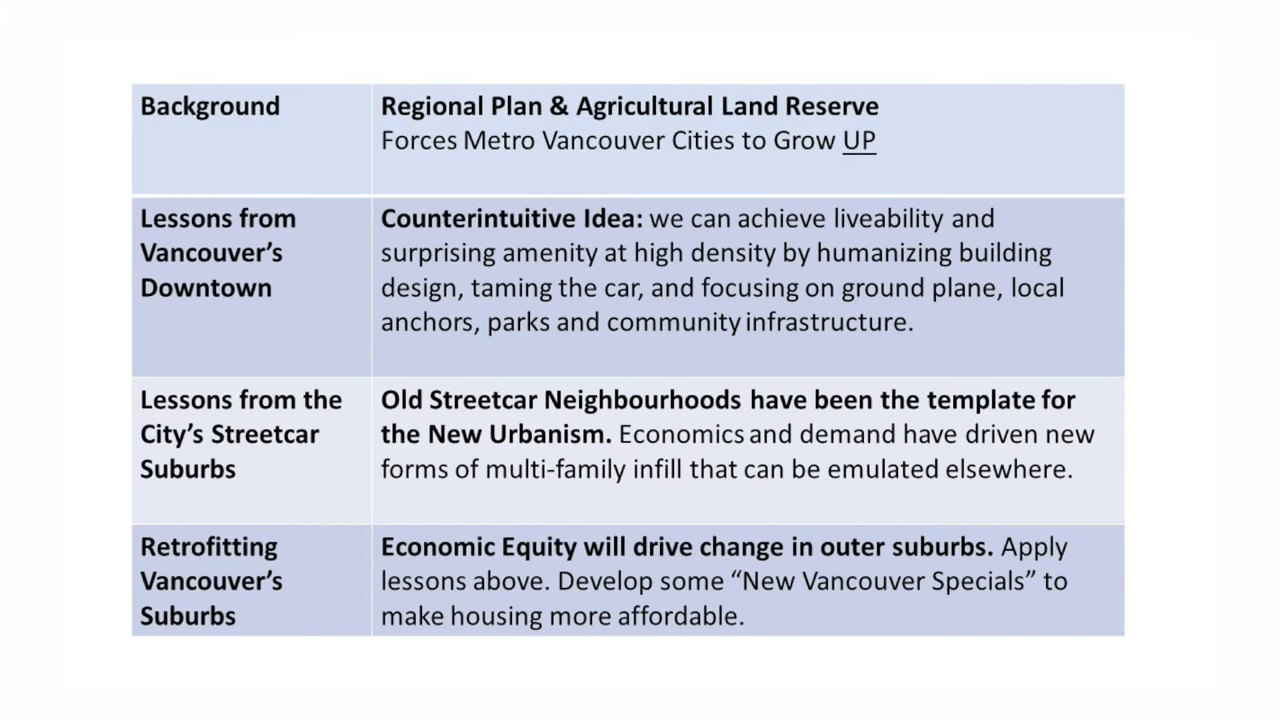 Background
Regional Plan & Agricultural Land Reserve
Forces Metro Vancouver Cities to Grow UP
Lessons from
Vancouver’s
Downtown
Counterintuitive Idea: we can achieve liveability and
surprising amenity at high density by humanizing building
design, taming the car, and focusing on ground plane, local
anchors, parks and community infrastructure.
Lessons from the
City’s Streetcar
Suburbs
Old Streetcar Neighbourhoods have been the template for
the New Urbanism. Economics and demand have driven new
forms of multi-family infill that can be emulated elsewhere.
Retrofitting
Vancouver’s
Suburbs
Economic Equity will drive change in outer suburbs. Apply
lessons above. Develop some “New Vancouver Specials” to
make housing more affordable.